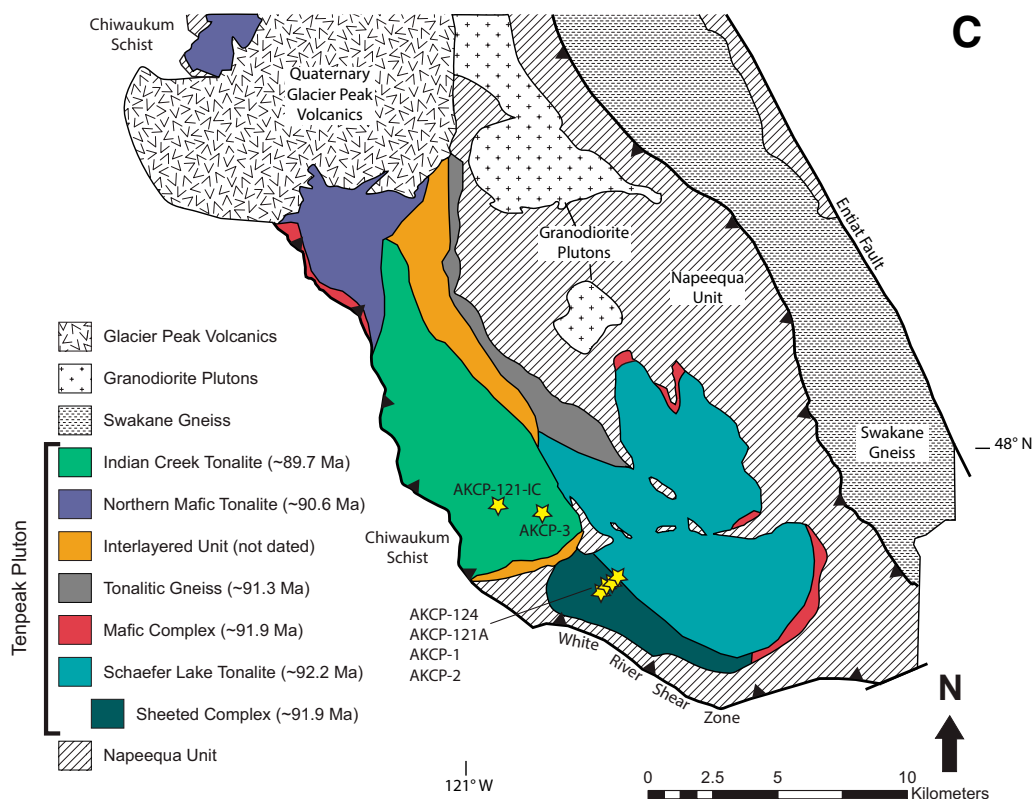 C
Chiwaukum
Schist
Quaternary
Glacier Peak
Volcanics
Granodiorite
Plutons
Entiat Fault
Napeequa
Unit
Swakane
Gneiss
48° N
Glacier Peak Volcanics
Granodiorite Plutons
Swakane Gneiss
Tenpeak Pluton
Indian Creek Tonalite (~89.7 Ma)
Northern Mafic Tonalite (~90.6 Ma)
Interlayered Unit (not dated)
Tonalitic Gneiss (~91.3 Ma)
Mafic Complex (~91.9 Ma)
Schaefer Lake Tonalite (~92.2 Ma)
Sheeted Complex (~91.9 Ma)
Napeequa Unit
AKCP-121-IC
AKCP-3
Chiwaukum
Schist
AKCP-124
AKCP-121A
AKCP-1
AKCP-2
White River Shear Zone
N
121° W
0 2.5 5 10
Kilometers